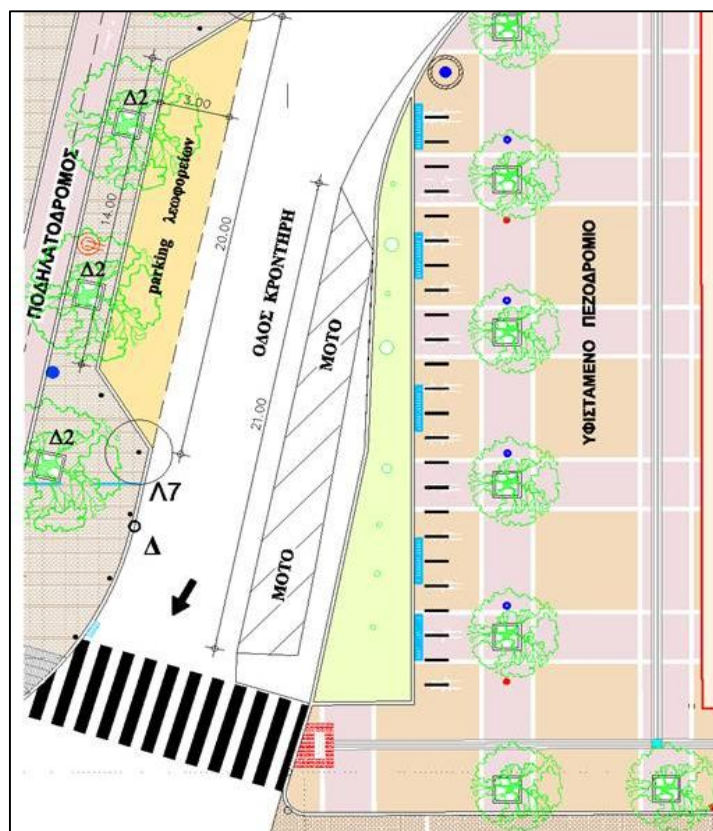 Δ2
3.00
ΠΟΔΗΛΑΤΟΔΡΟΜΟΣ
14.00
parking λεωφορείων
20.00
Δ2
ΟΔΟΣ ΚΡΟΝΤΗΡΗ
ΜΟΤΟ
ΥΦΙΣΤΑΜΕΝΟ ΠΕΖΟΔΡΟΜΙΟ
21.00
Δ2
Λ7
Δ
ΜΟΤΟ